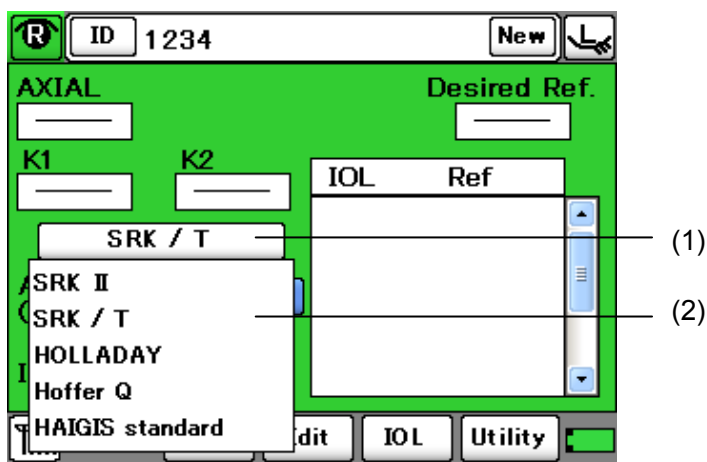 R ID 1234 New
AXIAL Desired Ref.
K1 K2
IOL Ref
SRK / T (1)
SRK II
SRK / T (2)
HOLLADAY
Hoffer Q
HAIGIS standard
dit IOL Utility